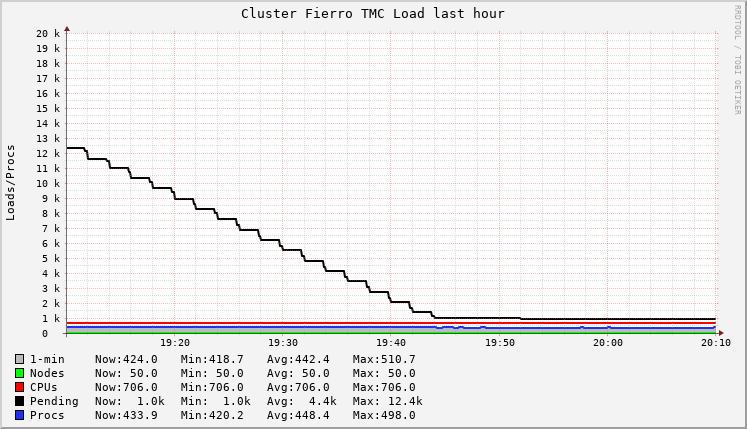 Cluster Fierro TMC Load last hour
RRDTOOL / TOBI OETIKER
Loads/Procs
20 k
19 k
18 k
17 k
16 k
15 k
14 k
13 k
12 k
11 k
10 k
9 k
8 k
7 k
6 k
5 k
4 k
3 k
2 k
1 k
0
19:20 19:30 19:40 19:50 20:00 20:10
1-min Now:424.0 Min:418.7 Avg:442.4 Max:510.7
Nodes Now: 50.0 Min: 50.0 Avg: 50.0 Max: 50.0
CPUs Now:706.0 Min:706.0 Avg:706.0 Max:706.0
Pending Now: 1.0k Min: 1.0k Avg: 4.4k Max: 12.4k
Procs Now:433.9 Min:420.2 Avg:448.4 Max:498.0